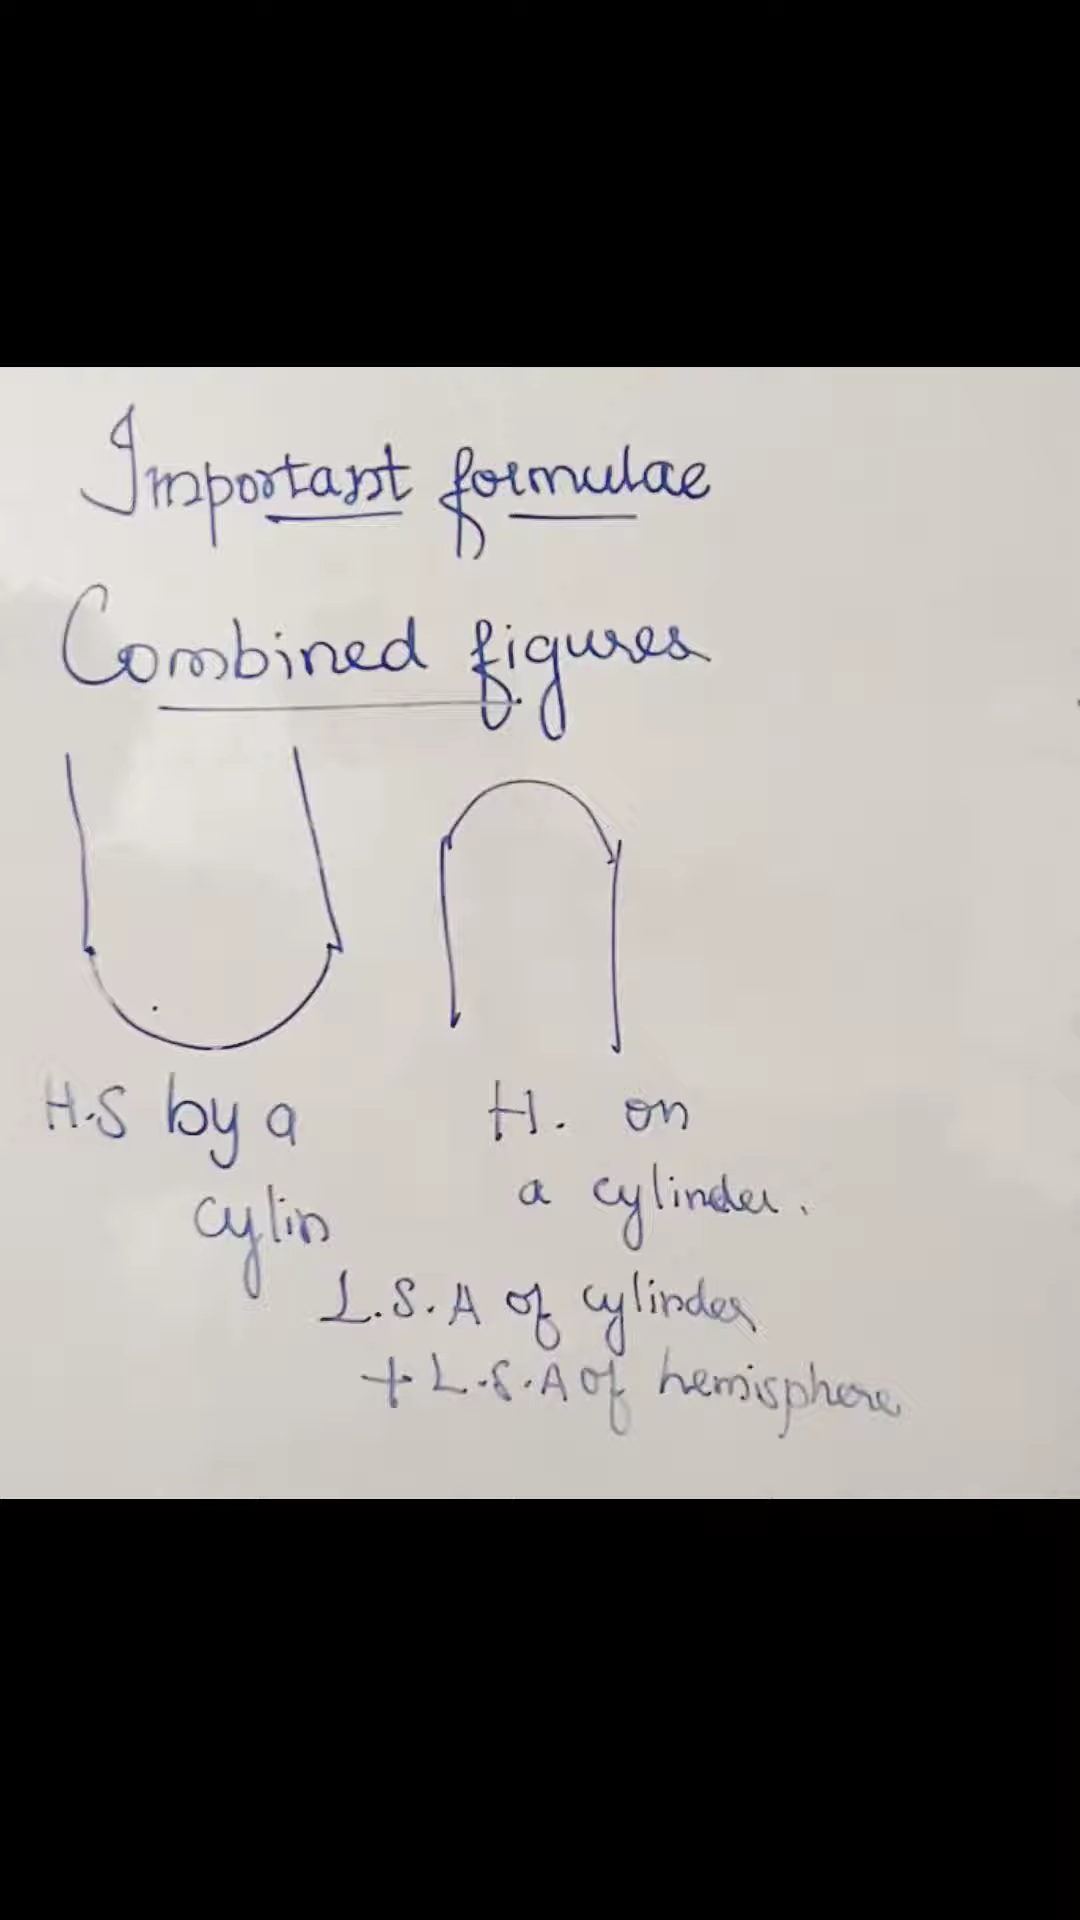 Important formulae
Combined figures
H.S by a
cylin
H. on
a cylinder.
L.S.A of cylinder
+ L.S.A of hemisphere